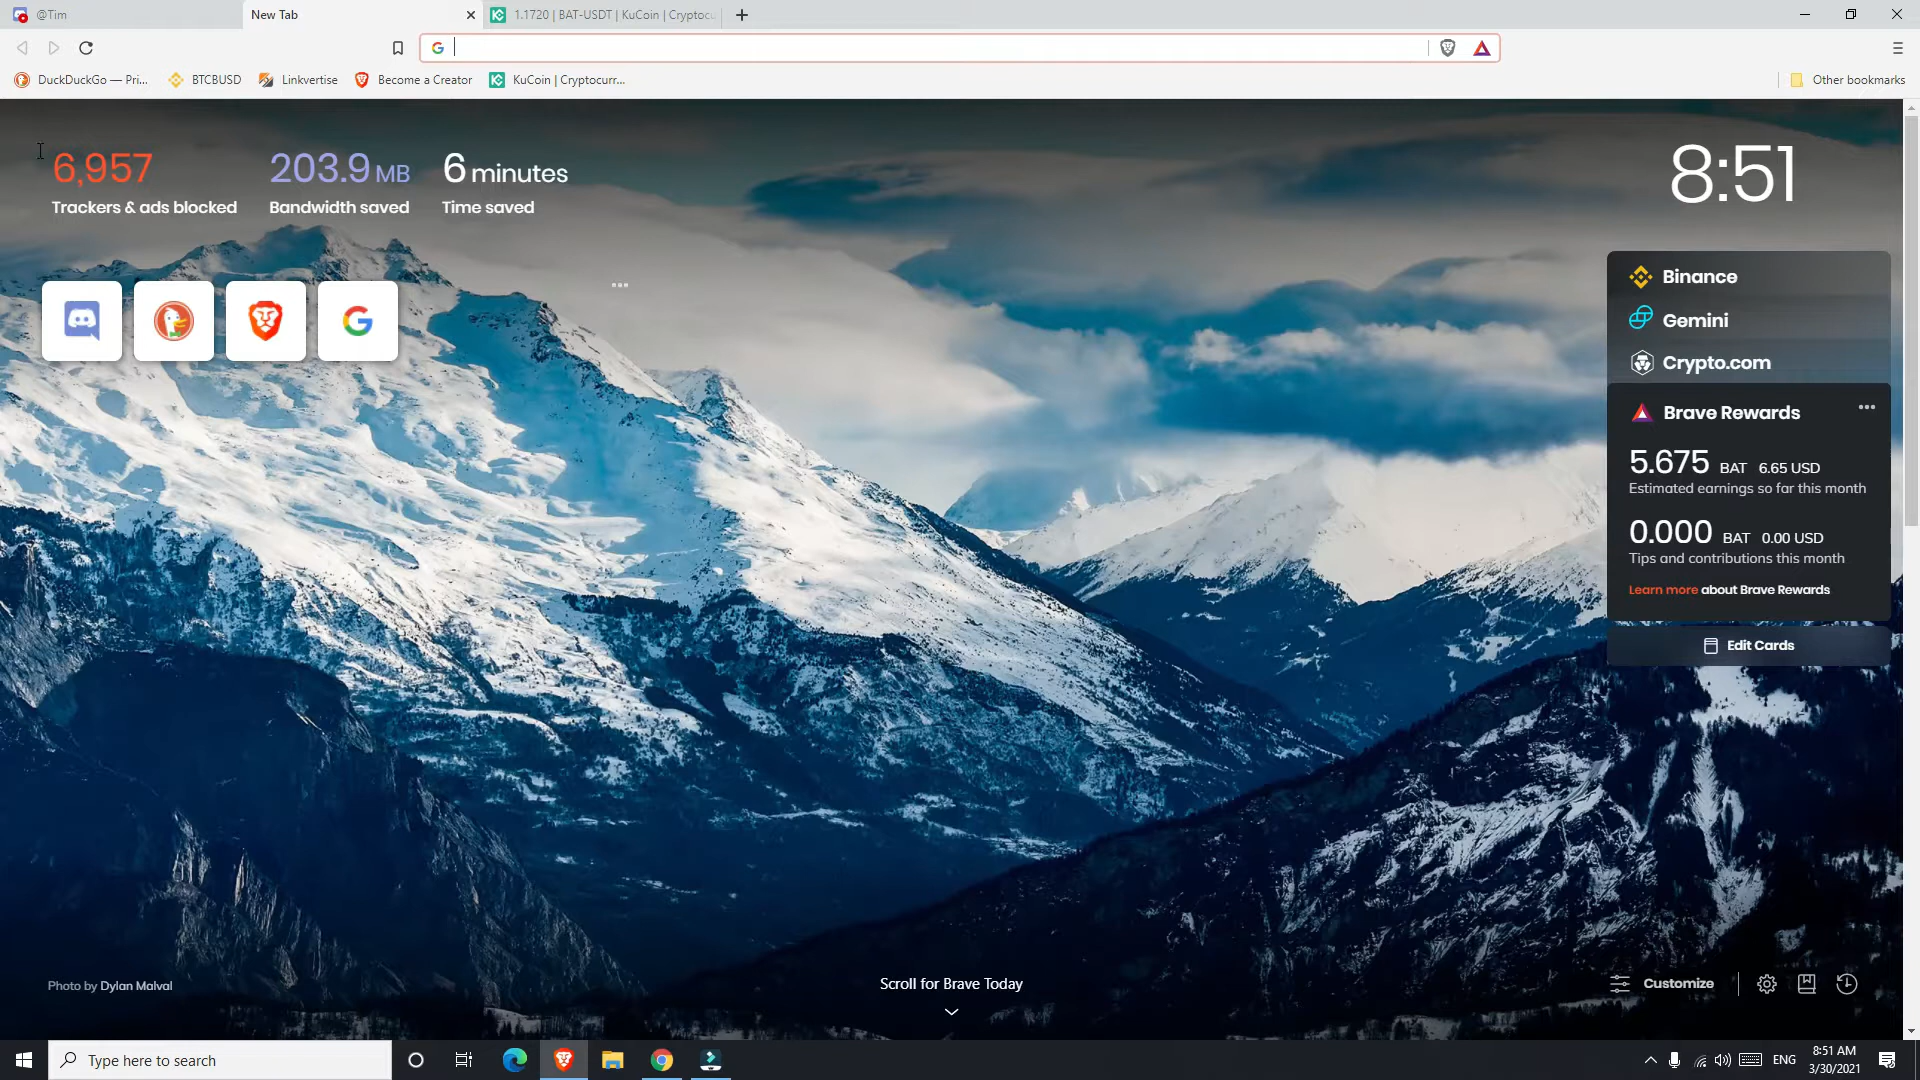 @Tim
New Tab
1.1720 | BAT-USDT | KuCoin | Cryptocu
DuckDuckGo — Pri...
BTCBUSD
Linkvertise
Become a Creator
KuCoin | Cryptocurr...
Other bookmarks
6,957
Trackers & ads blocked
203.9 MB
Bandwidth saved
6 minutes
Time saved
8:51
Binance
Gemini
Crypto.com
Brave Rewards
5.675 BAT 6.65 USD
Estimated earnings so far this month
0.000 BAT 0.00 USD
Tips and contributions this month
Learn more about Brave Rewards
Edit Cards
Photo by Dylan Malval
Scroll for Brave Today
Customize
Type here to search
ENG
8:51 AM
3/30/2021